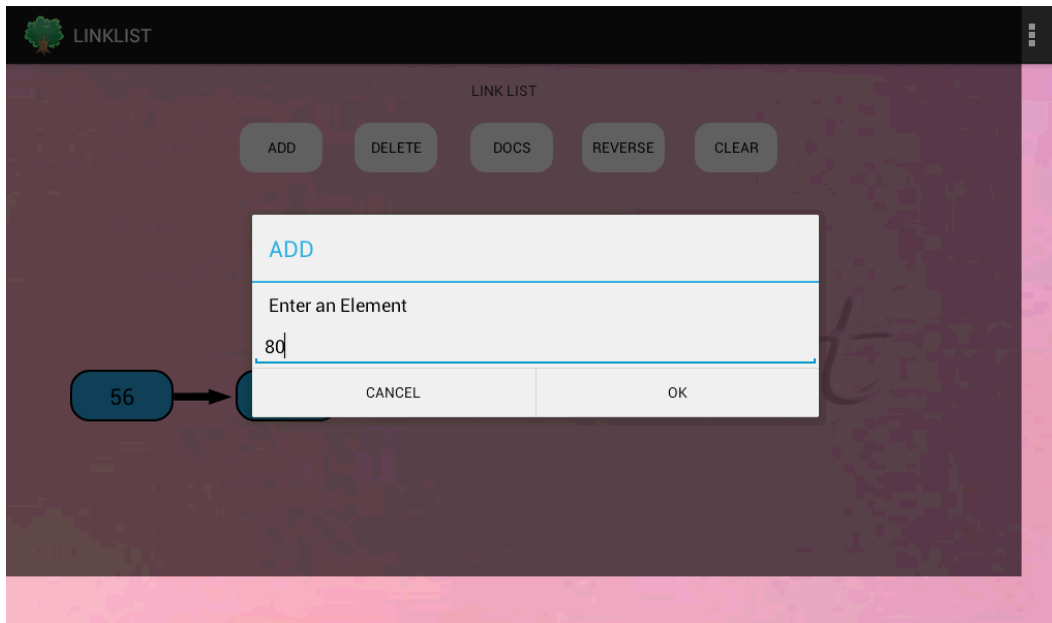 LINKLIST
LINK LIST
ADD DELETE DOCS REVERSE CLEAR
ADD
Enter an Element
80
56
CANCEL OK